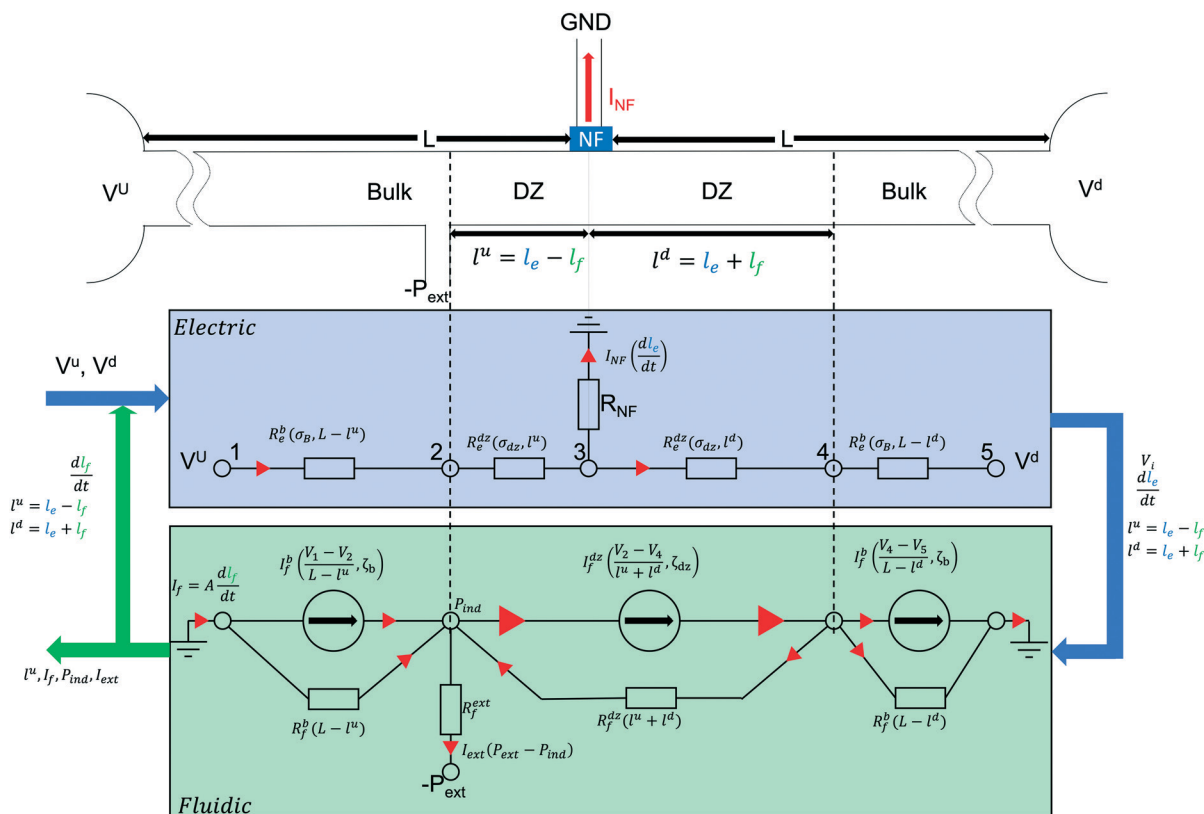 GND
I_NF
L NF L
V^U Bulk DZ DZ Bulk V^d
l^u = l_e − l_f l^d = l_e + l_f
-P_ext
Electric
V^u, V^d
I_NF (dl_e/dt)
R_NF
R_e^b(σ_B, L − l^u) R_e^dz(σ_dz, l^u) R_e^dz(σ_dz, l^d) R_e^b(σ_B, L − l^d)
V^U 1 2 3 4 5 V^d
dl_f/dt
l^u = l_e − l_f
l^d = l_e + l_f
V_i
dl_e/dt
l^u = l_e − l_f
l^d = l_e + l_f
I_f^b ((V_1 − V_2)/(L − l^u), ζ_b) I_f^dz ((V_2 − V_4)/(l^u + l^d), ζ_dz) I_f^b ((V_4 − V_5)/(L − l^d), ζ_b)
I_f = A dl_f/dt
P_ind
l^u, I_f, P_ind, I_ext
R_f^b(L − l^u) R_f^ext R_f^dz(l^u + l^d) R_f^b(L − l^d)
I_ext(P_ext − P_ind)
-P_ext
Fluidic